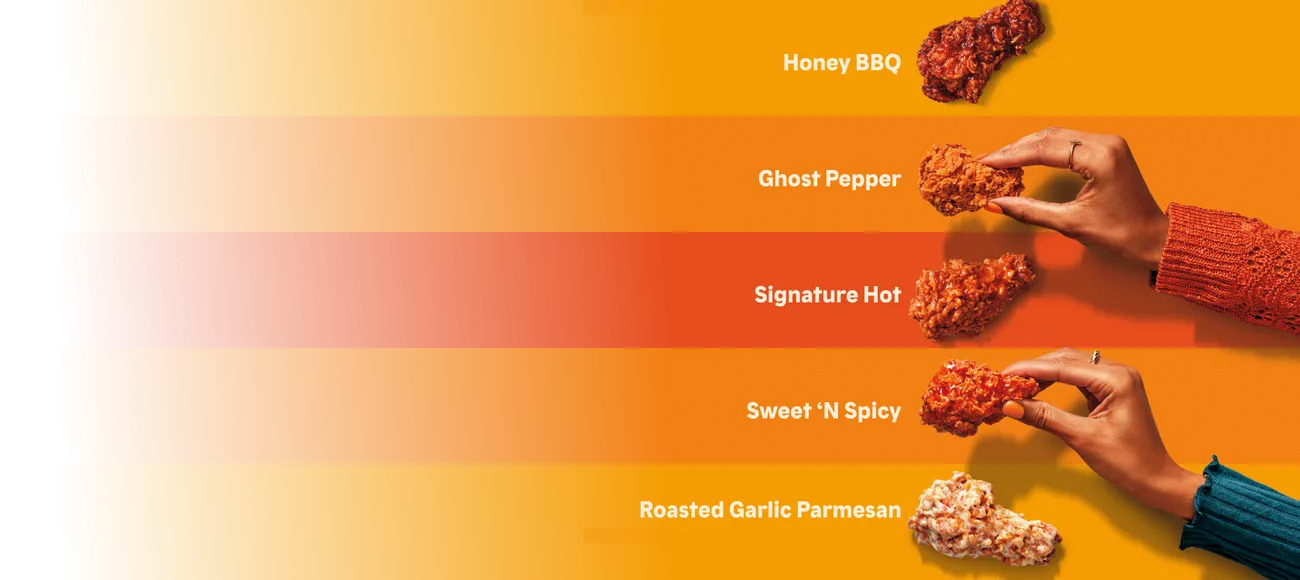 Honey BBQ
Ghost Pepper
Signature Hot
Sweet ‘N Spicy
Roasted Garlic Parmesan